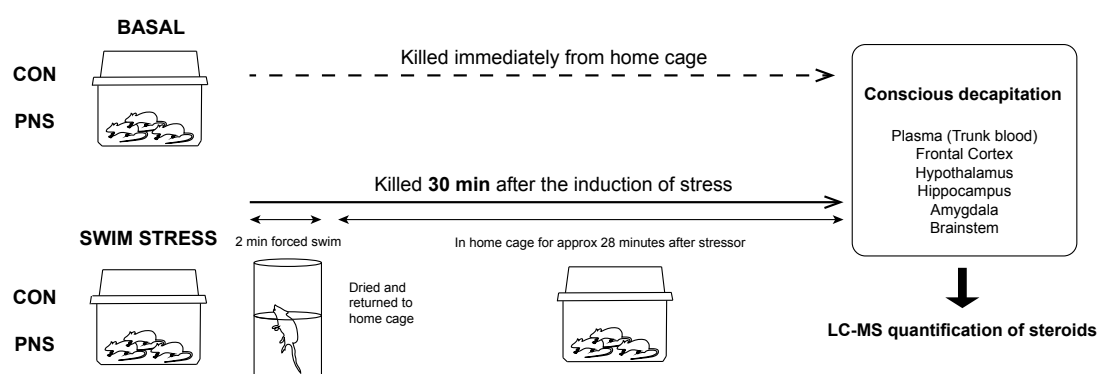 BASAL
CON
PNS
Killed immediately from home cage
Conscious decapitation
Plasma (Trunk blood)
Frontal Cortex
Hypothalamus
Hippocampus
Amygdala
Brainstem
Killed 30 min after the induction of stress
SWIM STRESS
2 min forced swim
In home cage for approx 28 minutes after stressor
CON
PNS
Dried and
returned to
home cage
LC-MS quantification of steroids